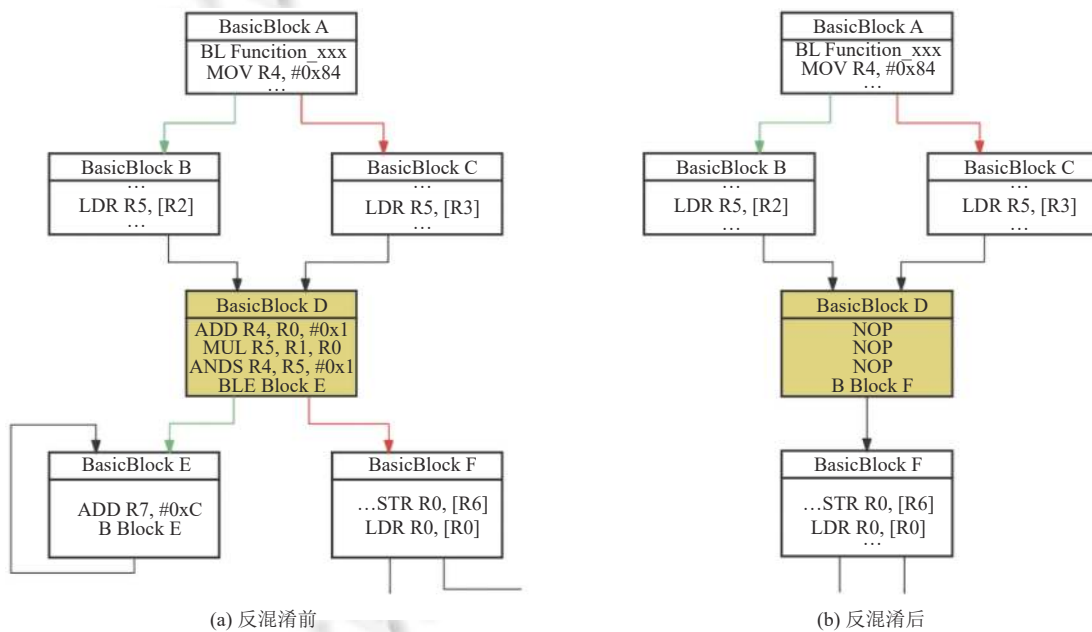 BasicBlock A
BL Funcition_xxx
MOV R4, #0x84
…
BasicBlock B
…
LDR R5, [R2]
…
BasicBlock C
…
LDR R5, [R3]
…
BasicBlock D
ADD R4, R0, #0x1
MUL R5, R1, R0
ANDS R4, R5, #0x1
BLE Block E
BasicBlock E
ADD R7, #0xC
B Block E
BasicBlock F
…STR R0, [R6]
LDR R0, [R0]
(a) 反混淆前
BasicBlock A
BL Funcition_xxx
MOV R4, #0x84
…
BasicBlock B
…
LDR R5, [R2]
…
BasicBlock C
…
LDR R5, [R3]
…
BasicBlock D
NOP
NOP
NOP
B Block F
BasicBlock F
…STR R0, [R6]
LDR R0, [R0]
…
(b) 反混淆后